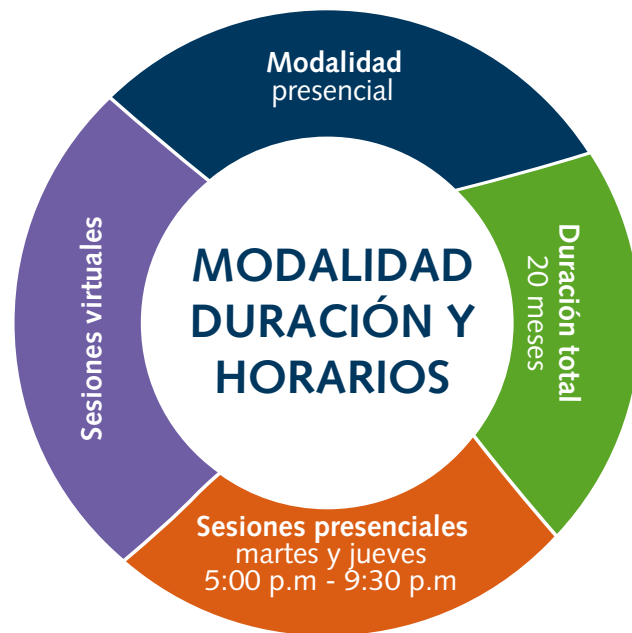 Modalidad
presencial
Duración total
20 meses
Sesiones presenciales
martes y jueves
5:00 p.m - 9:30 p.m
Sesiones virtuales
MODALIDAD
DURACIÓN Y
HORARIOS